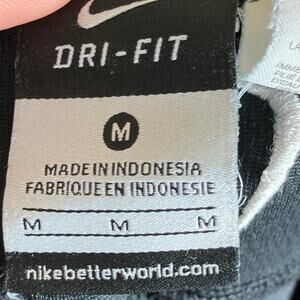 DRI-FIT
M
MADE IN INDONESIA
FABRIQUE EN INDONESIE
M M M
nikebetterworld.com